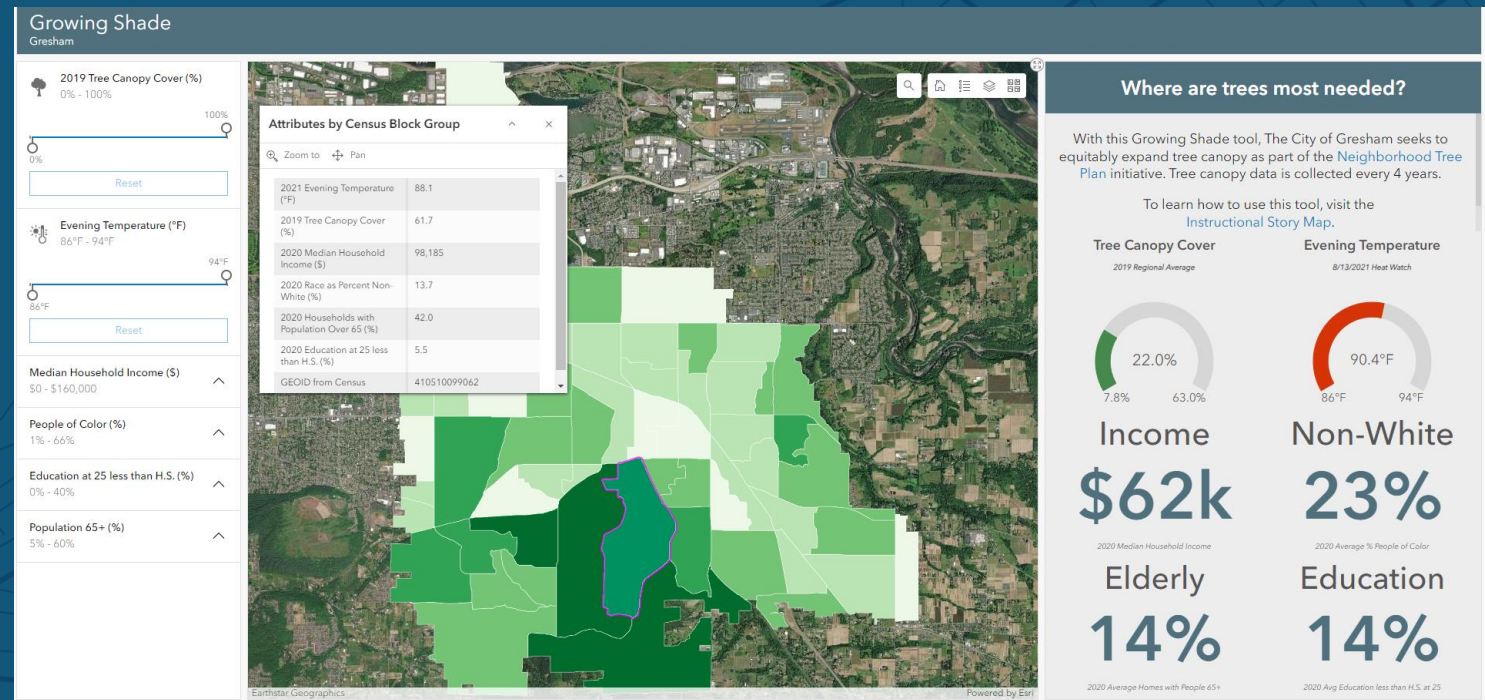 Growing Shade
Gresham
2019 Tree Canopy Cover (%)
0% - 100%
100%
0%
Reset
Evening Temperature (°F)
86°F - 94°F
94°F
86°F
Reset
Median Household Income ($)
$0 - $160,000
People of Color (%)
1% - 66%
Education at 25 less than H.S. (%)
0% - 40%
Population 65+ (%)
5% - 60%
Attributes by Census Block Group
Zoom to Pan
2021 Evening Temperature 88.1
(°F)
2019 Tree Canopy Cover 61.7
(%)
2020 Median Household 98,185
Income ($)
2020 Race as Percent Non- 13.7
White (%)
2020 Households with 42.0
Population Over 65 (%)
2020 Education at 25 less 5.5
than H.S. (%)
GEOID from Census 410510099062
Earthstar Geographics
Powered by Esri
Where are trees most needed?
With this Growing Shade tool, The City of Gresham seeks to
equitably expand tree canopy as part of the Neighborhood Tree
Plan initiative. Tree canopy data is collected every 4 years.
To learn how to use this tool, visit the
Instructional Story Map.
Tree Canopy Cover
2019 Regional Average
22.0%
7.8% 63.0%
Evening Temperature
8/13/2021 Heat Watch
90.4°F
86°F 94°F
Income
$62k
2020 Median Household Income
Non-White
23%
2020 Average % People of Color
Elderly
14%
2020 Average Homes with People 65+
Education
14%
2020 Avg Education less than H.S. at 25